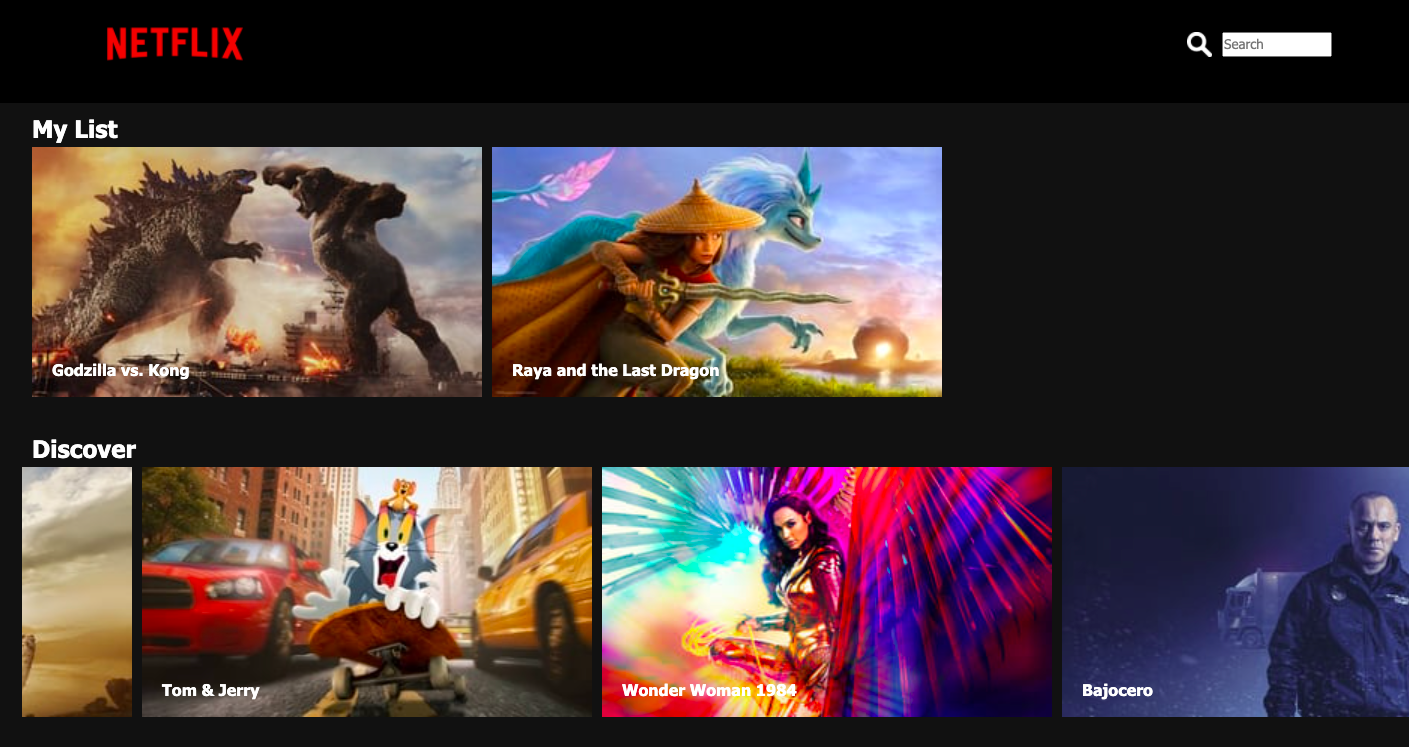 NETFLIX
Search
My List
Godzilla vs. Kong
Raya and the Last Dragon
Discover
Tom & Jerry
Wonder Woman 1984
Bajocero